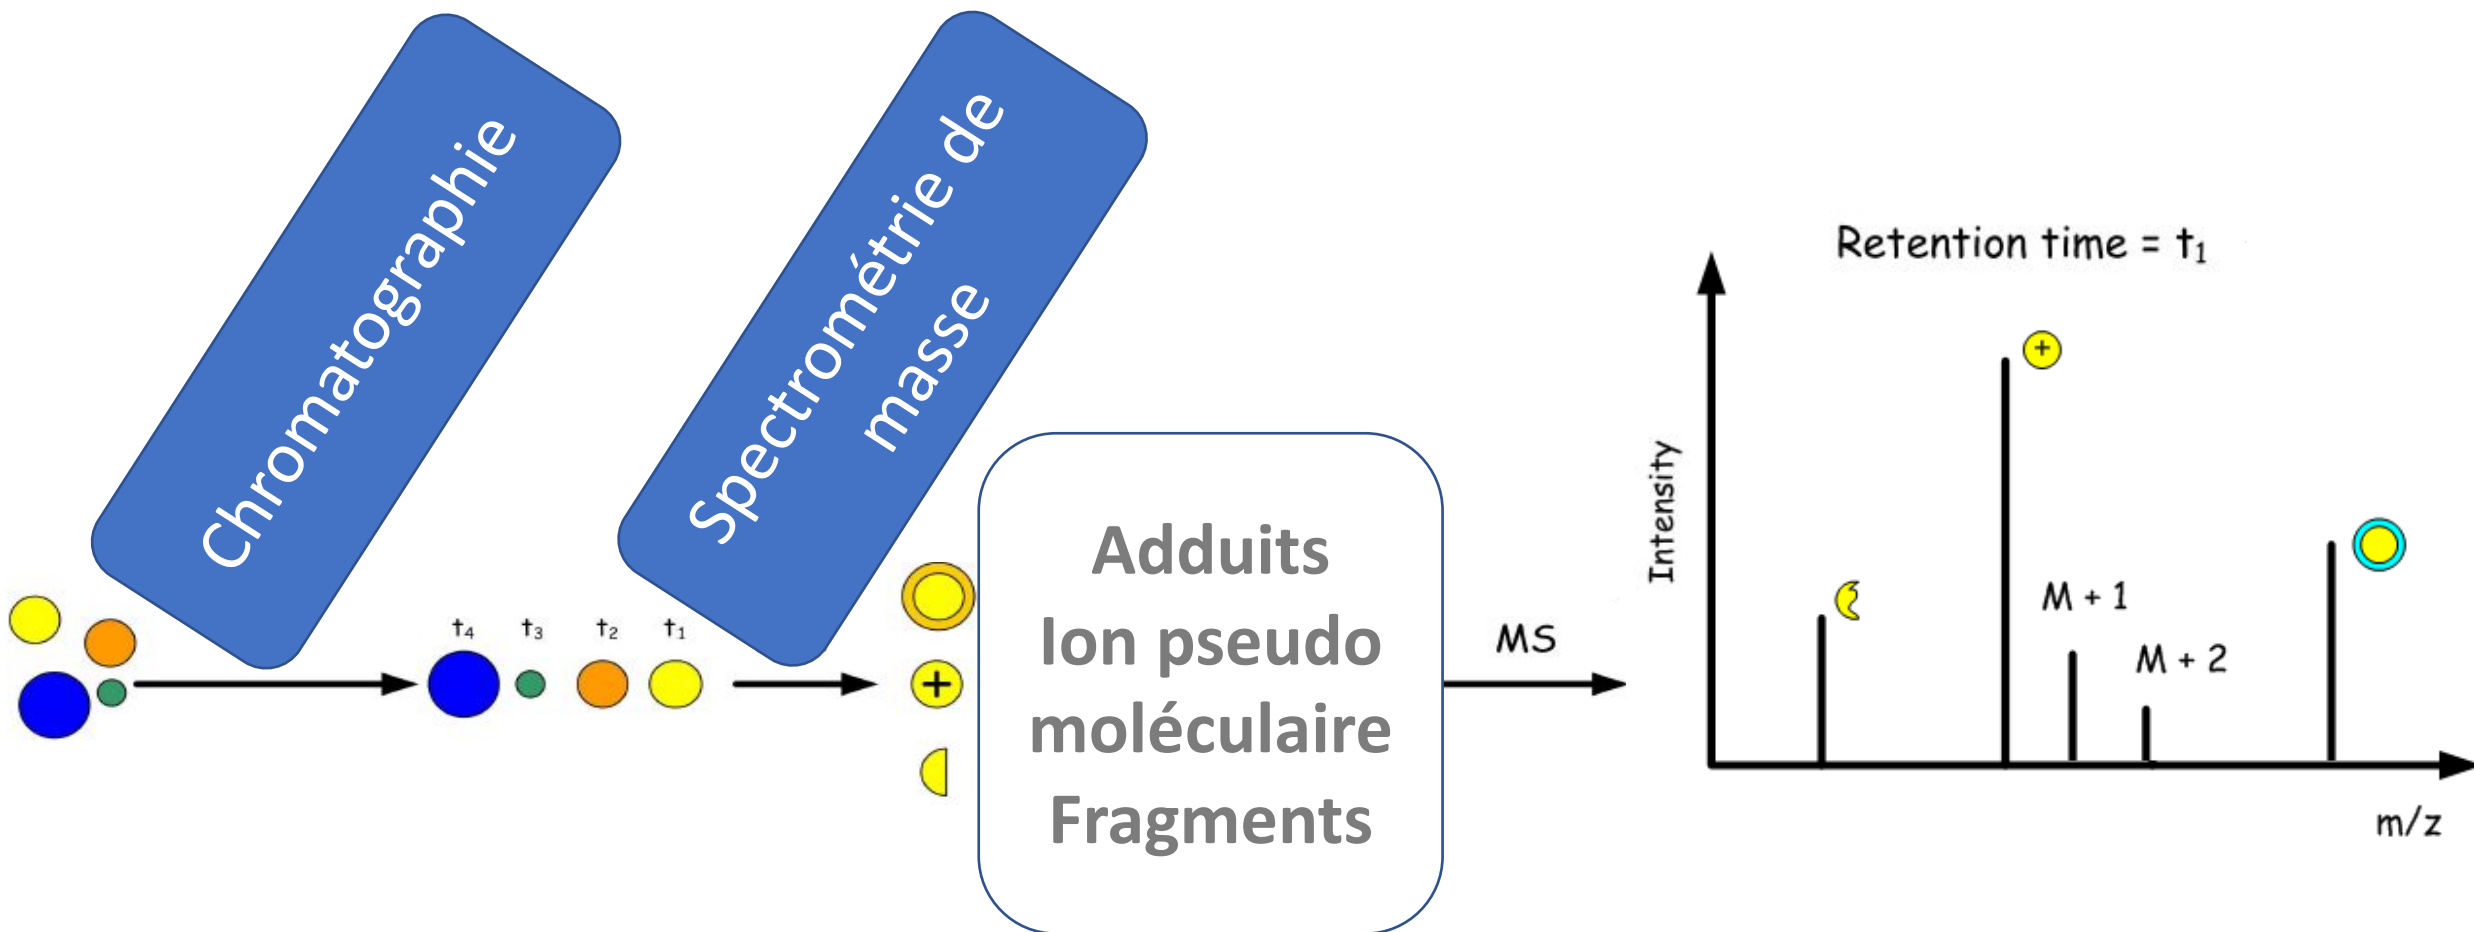 Chromatographie
Spectrométrie de
masse
t₄ t₃ t₂ t₁
+
Adduits
Ion pseudo
moléculaire
Fragments
MS
Retention time = t₁
Intensity
+
M + 1
M + 2
m/z